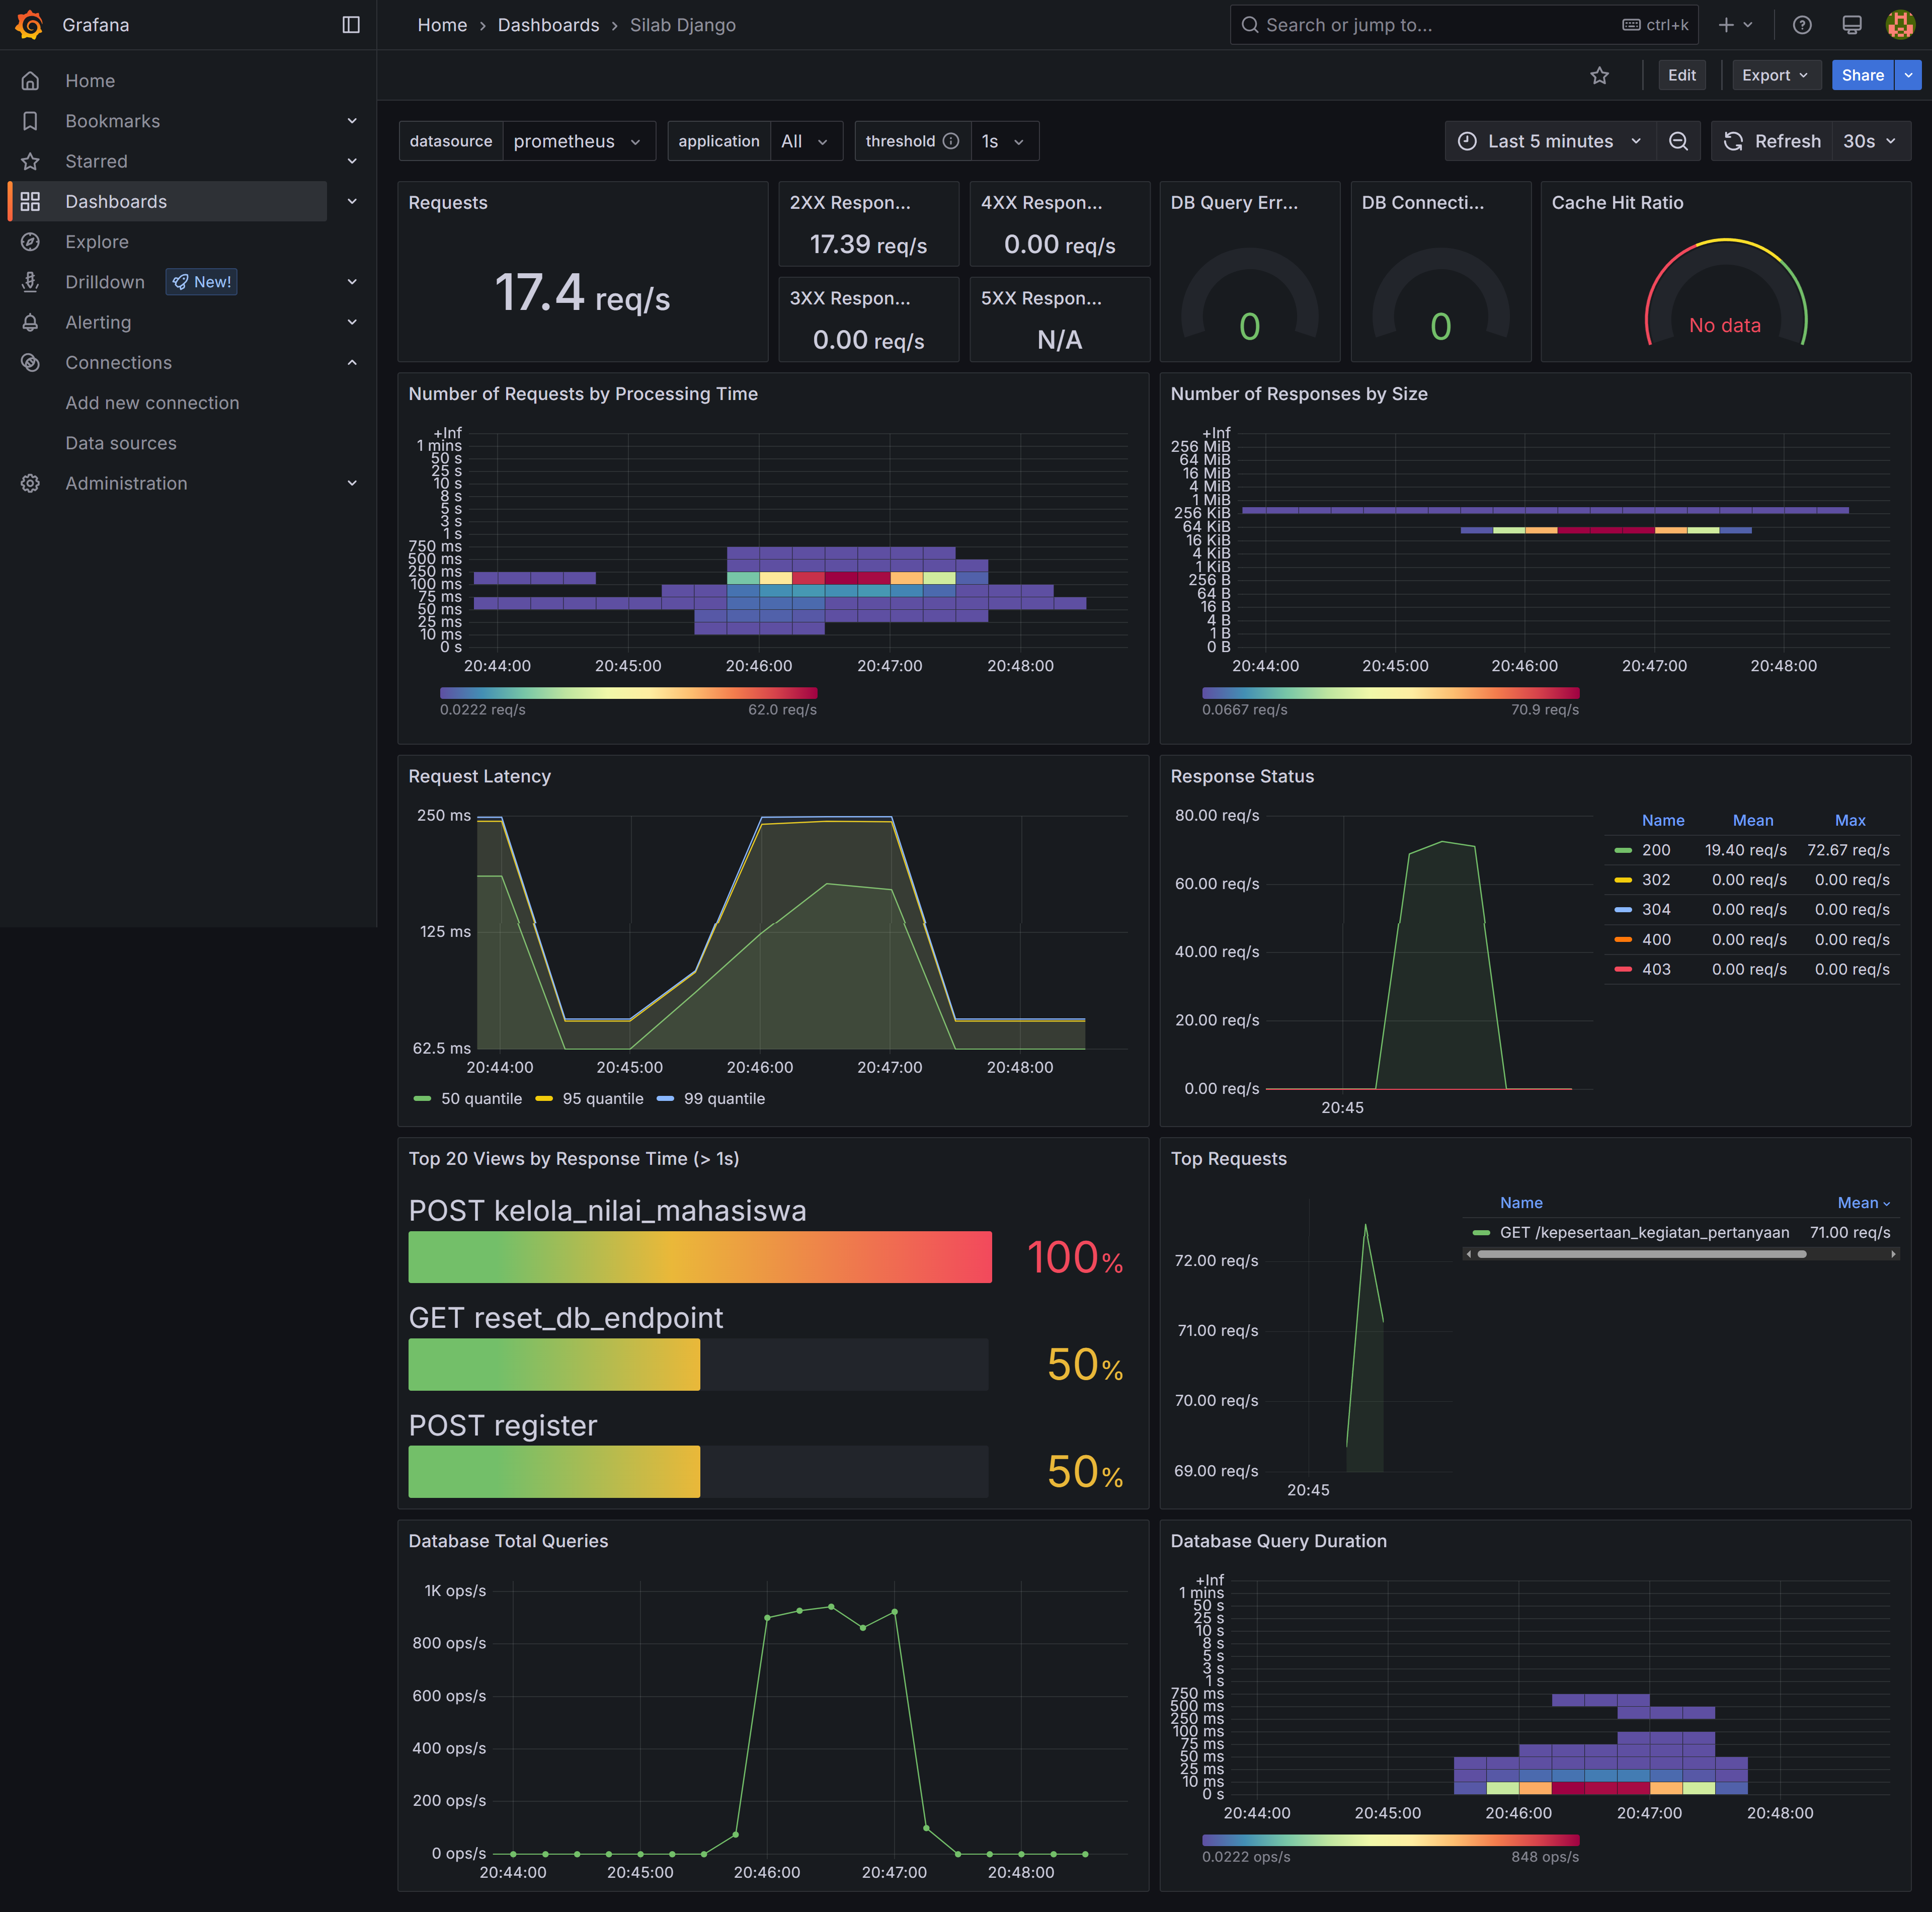 Grafana
Home › Dashboards › Silab Django
Search or jump to... ctrl+k
Home
Bookmarks
Starred
Dashboards
Explore
Drilldown New!
Alerting
Connections
Add new connection
Data sources
Administration
Edit
Export
Share
datasource prometheus application All threshold 1s
Last 5 minutes Refresh 30s
Requests
17.4 req/s
2XX Respon...
17.39 req/s
4XX Respon...
0.00 req/s
3XX Respon...
0.00 req/s
5XX Respon...
N/A
DB Query Err...
0
DB Connecti...
0
Cache Hit Ratio
No data
Number of Requests by Processing Time
+Inf
1 mins
50 s
25 s
10 s
8 s
5 s
3 s
1 s
750 ms
500 ms
250 ms
100 ms
75 ms
50 ms
25 ms
10 ms
0 s
20:44:00 20:45:00 20:46:00 20:47:00 20:48:00
0.0222 req/s 62.0 req/s
Number of Responses by Size
+Inf
256 MiB
64 MiB
16 MiB
4 MiB
1 MiB
256 KiB
64 KiB
16 KiB
4 KiB
1 KiB
256 B
64 B
16 B
4 B
1 B
0 B
20:44:00 20:45:00 20:46:00 20:47:00 20:48:00
0.0667 req/s 70.9 req/s
Request Latency
250 ms
125 ms
62.5 ms
20:44:00 20:45:00 20:46:00 20:47:00 20:48:00
50 quantile 95 quantile 99 quantile
Response Status
80.00 req/s
60.00 req/s
40.00 req/s
20.00 req/s
0.00 req/s
20:45
Name Mean Max
200 19.40 req/s 72.67 req/s
302 0.00 req/s 0.00 req/s
304 0.00 req/s 0.00 req/s
400 0.00 req/s 0.00 req/s
403 0.00 req/s 0.00 req/s
Top 20 Views by Response Time (> 1s)
POST kelola_nilai_mahasiswa
100%
GET reset_db_endpoint
50%
POST register
50%
Top Requests
72.00 req/s
71.00 req/s
70.00 req/s
69.00 req/s
20:45
Name Mean
GET /kepesertaan_kegiatan_pertanyaan 71.00 req/s
Database Total Queries
1K ops/s
800 ops/s
600 ops/s
400 ops/s
200 ops/s
0 ops/s
20:44:00 20:45:00 20:46:00 20:47:00 20:48:00
Database Query Duration
+Inf
1 mins
50 s
25 s
10 s
8 s
5 s
3 s
1 s
750 ms
500 ms
250 ms
100 ms
75 ms
50 ms
25 ms
10 ms
0 s
20:44:00 20:45:00 20:46:00 20:47:00 20:48:00
0.0222 ops/s 848 ops/s